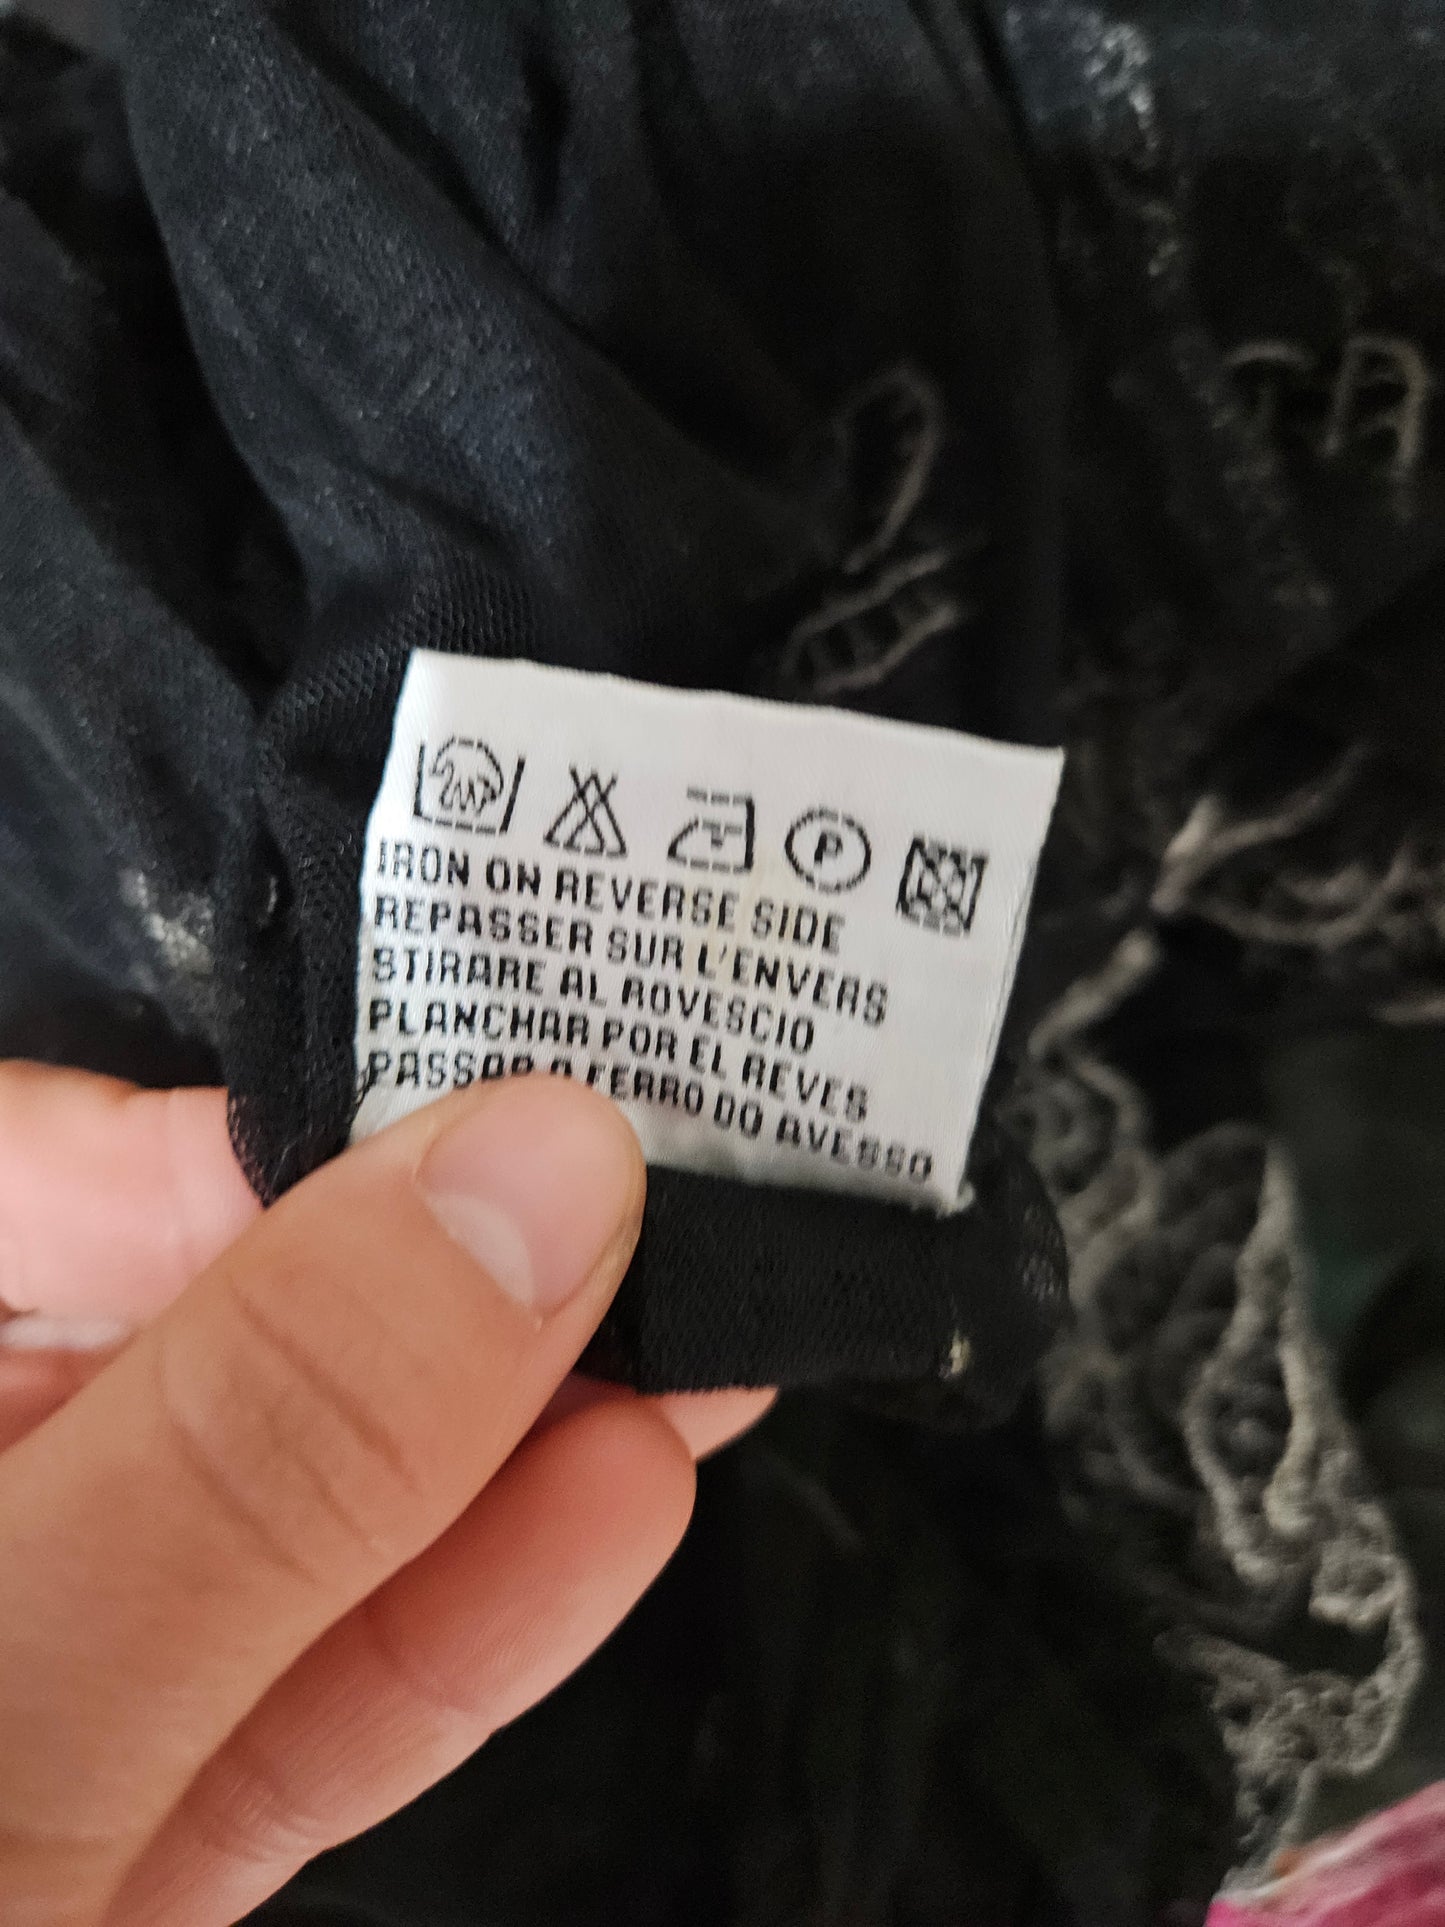 P
IRON ON REVERSE SIDE
REPASSER SUR L'ENVERS
STIRARE AL ROVESCIO
PLANCHAR POR EL REVES
PASSAR A FERRO DO AVESSO